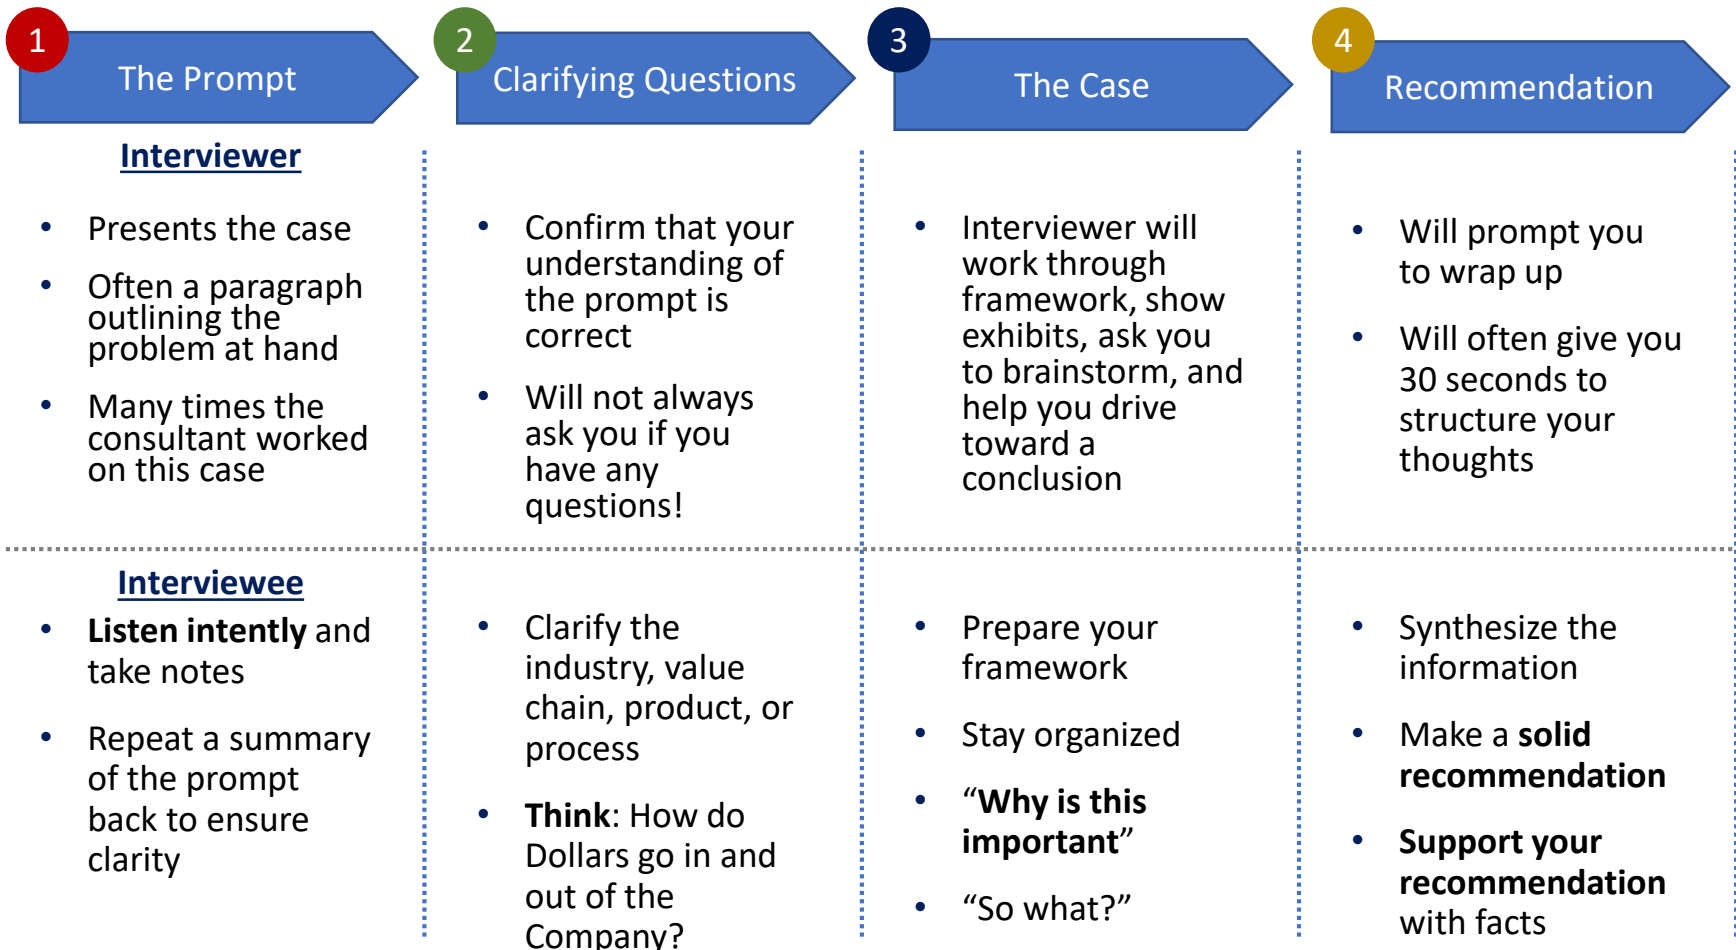 1
The Prompt
2
Clarifying Questions
3
The Case
4
Recommendation
Interviewer
• Presents the case
• Often a paragraph
outlining the
problem at hand
• Many times the
consultant worked
on this case
• Confirm that your
understanding of
the prompt is
correct
• Will not always
ask you if you
have any
questions!
• Interviewer will
work through
framework, show
exhibits, ask you
to brainstorm, and
help you drive
toward a
conclusion
• Will prompt you
to wrap up
• Will often give you
30 seconds to
structure your
thoughts
Interviewee
• Listen intently and
take notes
• Repeat a summary
of the prompt
back to ensure
clarity
• Clarify the
industry, value
chain, product, or
process
• Think: How do
Dollars go in and
out of the
Company?
• Prepare your
framework
• Stay organized
• “Why is this
important”
• “So what?”
• Synthesize the
information
• Make a solid
recommendation
• Support your
recommendation
with facts